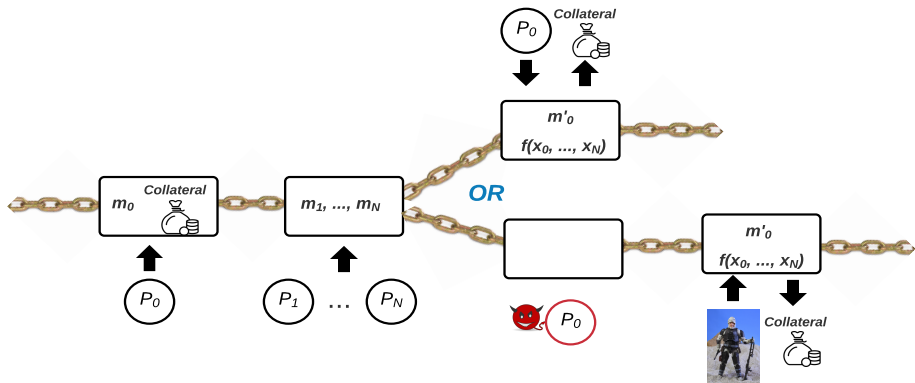 P0
Collateral
m'0
f(x0, ..., xN)
Collateral
m0
m1, ..., mN
OR
P0
P1
...
PN
m'0
f(x0, ..., xN)
P0
Collateral